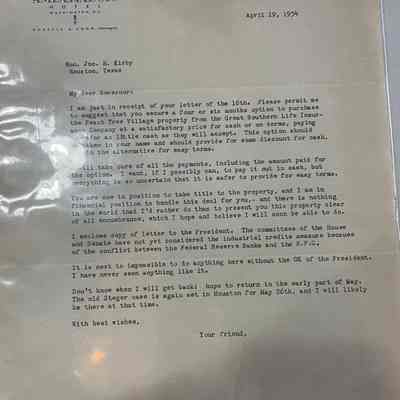 HOTEL
WASHINGTON, D.C.
April 19, 1934
Hon. Jno. H. Kirby
Houston, Texas
My Dear Governor:
I am just in receipt of your letter of the 16th. Please permit me
to suggest that you secure a four or six months option to purchase
the Peach Tree Village property from the Great Southern Life Insur-
Company at a satisfactory price for cash or on terms, paying
for as little cash as they will accept. This option should
taken in your name and should provide for some discount for cash.
in the alternative for easy terms.
will take care of all the payments, including the amount paid for
the option. I want, if I possibly can, to pay it out in cash, but
everything is so uncertain that it is safer to provide for easy terms.
You are in position to take title to the property, and I am in
financial position to handle this deal for you,- and there is nothing
in the world that I'd rather do than to present you this property clear
of all encumbrance, which I hope and believe I will soon be able to do.
I enclose copy of letter to the President. The committees of the House
and Senate have not yet considered the industrial credits measure because
of the conflict between the Federal Reserve Banks and the R.F.C.
It is next to impossible to do anything here without the OK of the President.
I have never seen anything like it.
Don't know when I will get back: hope to return in the early part of May.
The old Steger case is again set in Houston for May 20th. and I will likely
be there at that time.
With best wishes,
Your friend,